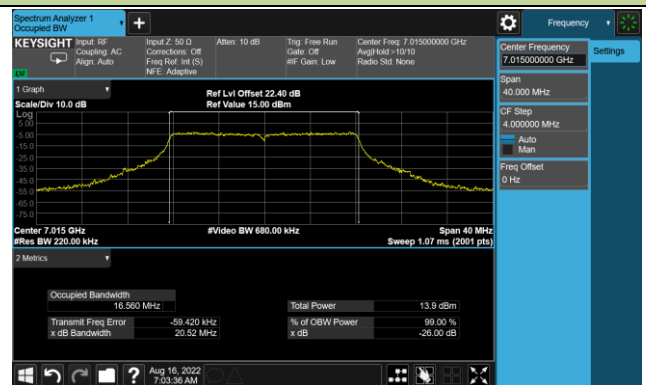 Spectrum Analyzer 1
Occupied BW
Frequency
KEYSIGHT
Input: RF
Coupling: AC
Align: Auto
Input Z: 50 Ω
Corrections: Off
Freq Ref: Int (S)
NFE: Adaptive
Atten: 10 dB
Trig: Free Run
Gate: Off
#IF Gain: Low
Center Freq: 7.015000000 GHz
Avg|Hold:>10/10
Radio Std: None
Center Frequency
7.015000000 GHz
Settings
Span
40.000 MHz
CF Step
4.000000 MHz
Auto
Man
Freq Offset
0 Hz
1 Graph
Scale/Div 10.0 dB
Ref Lvl Offset 22.40 dB
Ref Value 15.00 dBm
Log
5.00
-5.00
-15.0
-25.0
-35.0
-45.0
-55.0
-65.0
-75.0
Center 7.015 GHz
#Res BW 220.00 kHz
#Video BW 680.00 kHz
Span 40 MHz
Sweep 1.07 ms (2001 pts)
2 Metrics
Occupied Bandwidth
16.560 MHz
Total Power 13.9 dBm
Transmit Freq Error -59.420 kHz % of OBW Power 99.00 %
x dB Bandwidth 20.52 MHz x dB -26.00 dB
Aug 16, 2022
7:03:36 AM